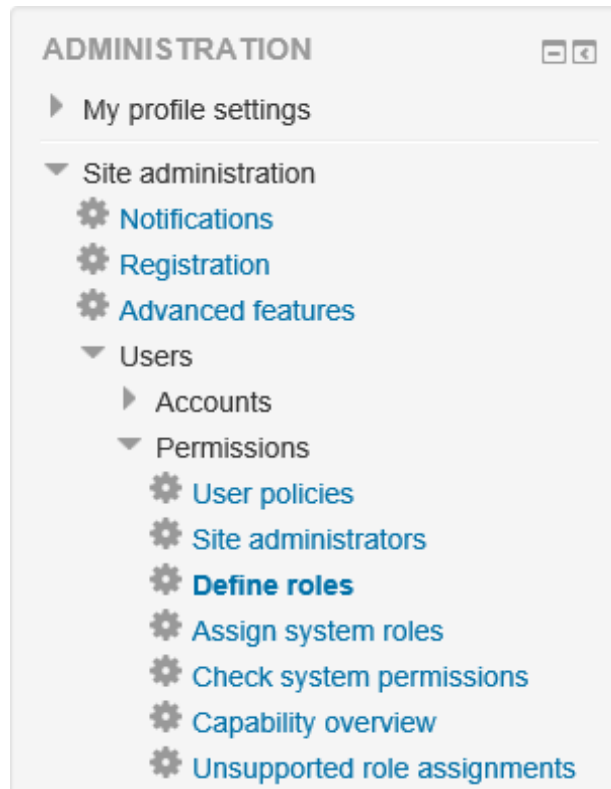 ADMINISTRATION
My profile settings
Site administration
Notifications
Registration
Advanced features
Users
Accounts
Permissions
User policies
Site administrators
Define roles
Assign system roles
Check system permissions
Capability overview
Unsupported role assignments